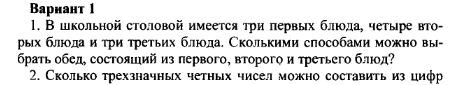 Вариант 1
1. В школьной столовой имеется три первых блюда, четыре вто-
рых блюда и три третьих блюда. Сколькими способами можно вы-
брать обед, состоящий из первого, второго и третьего блюд?
2. Сколько трехзначных четных чисел можно составить из цифр